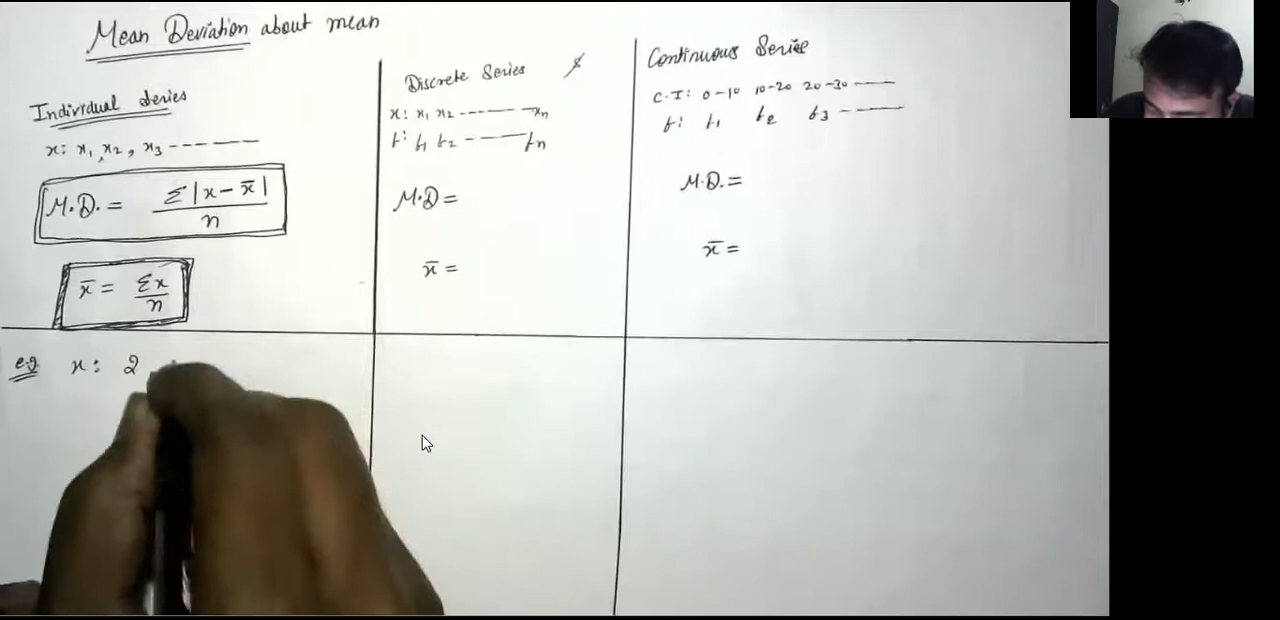 Mean Deviation about mean
Individual Series
x: x₁, x₂, x₃ -------
M.D. = Σ|x - x̄| / n
x̄ = Σx / n
Discrete Series
x: x₁ x₂ ------- xₙ
f: f₁ f₂ ------- fₙ
M.D =
x̄ =
Continuous Series
C.I: 0-10 10-20 20-30 ----
f: f₁ f₂ f₃ -----
M.D. =
x̄ =
e.g. x: 2